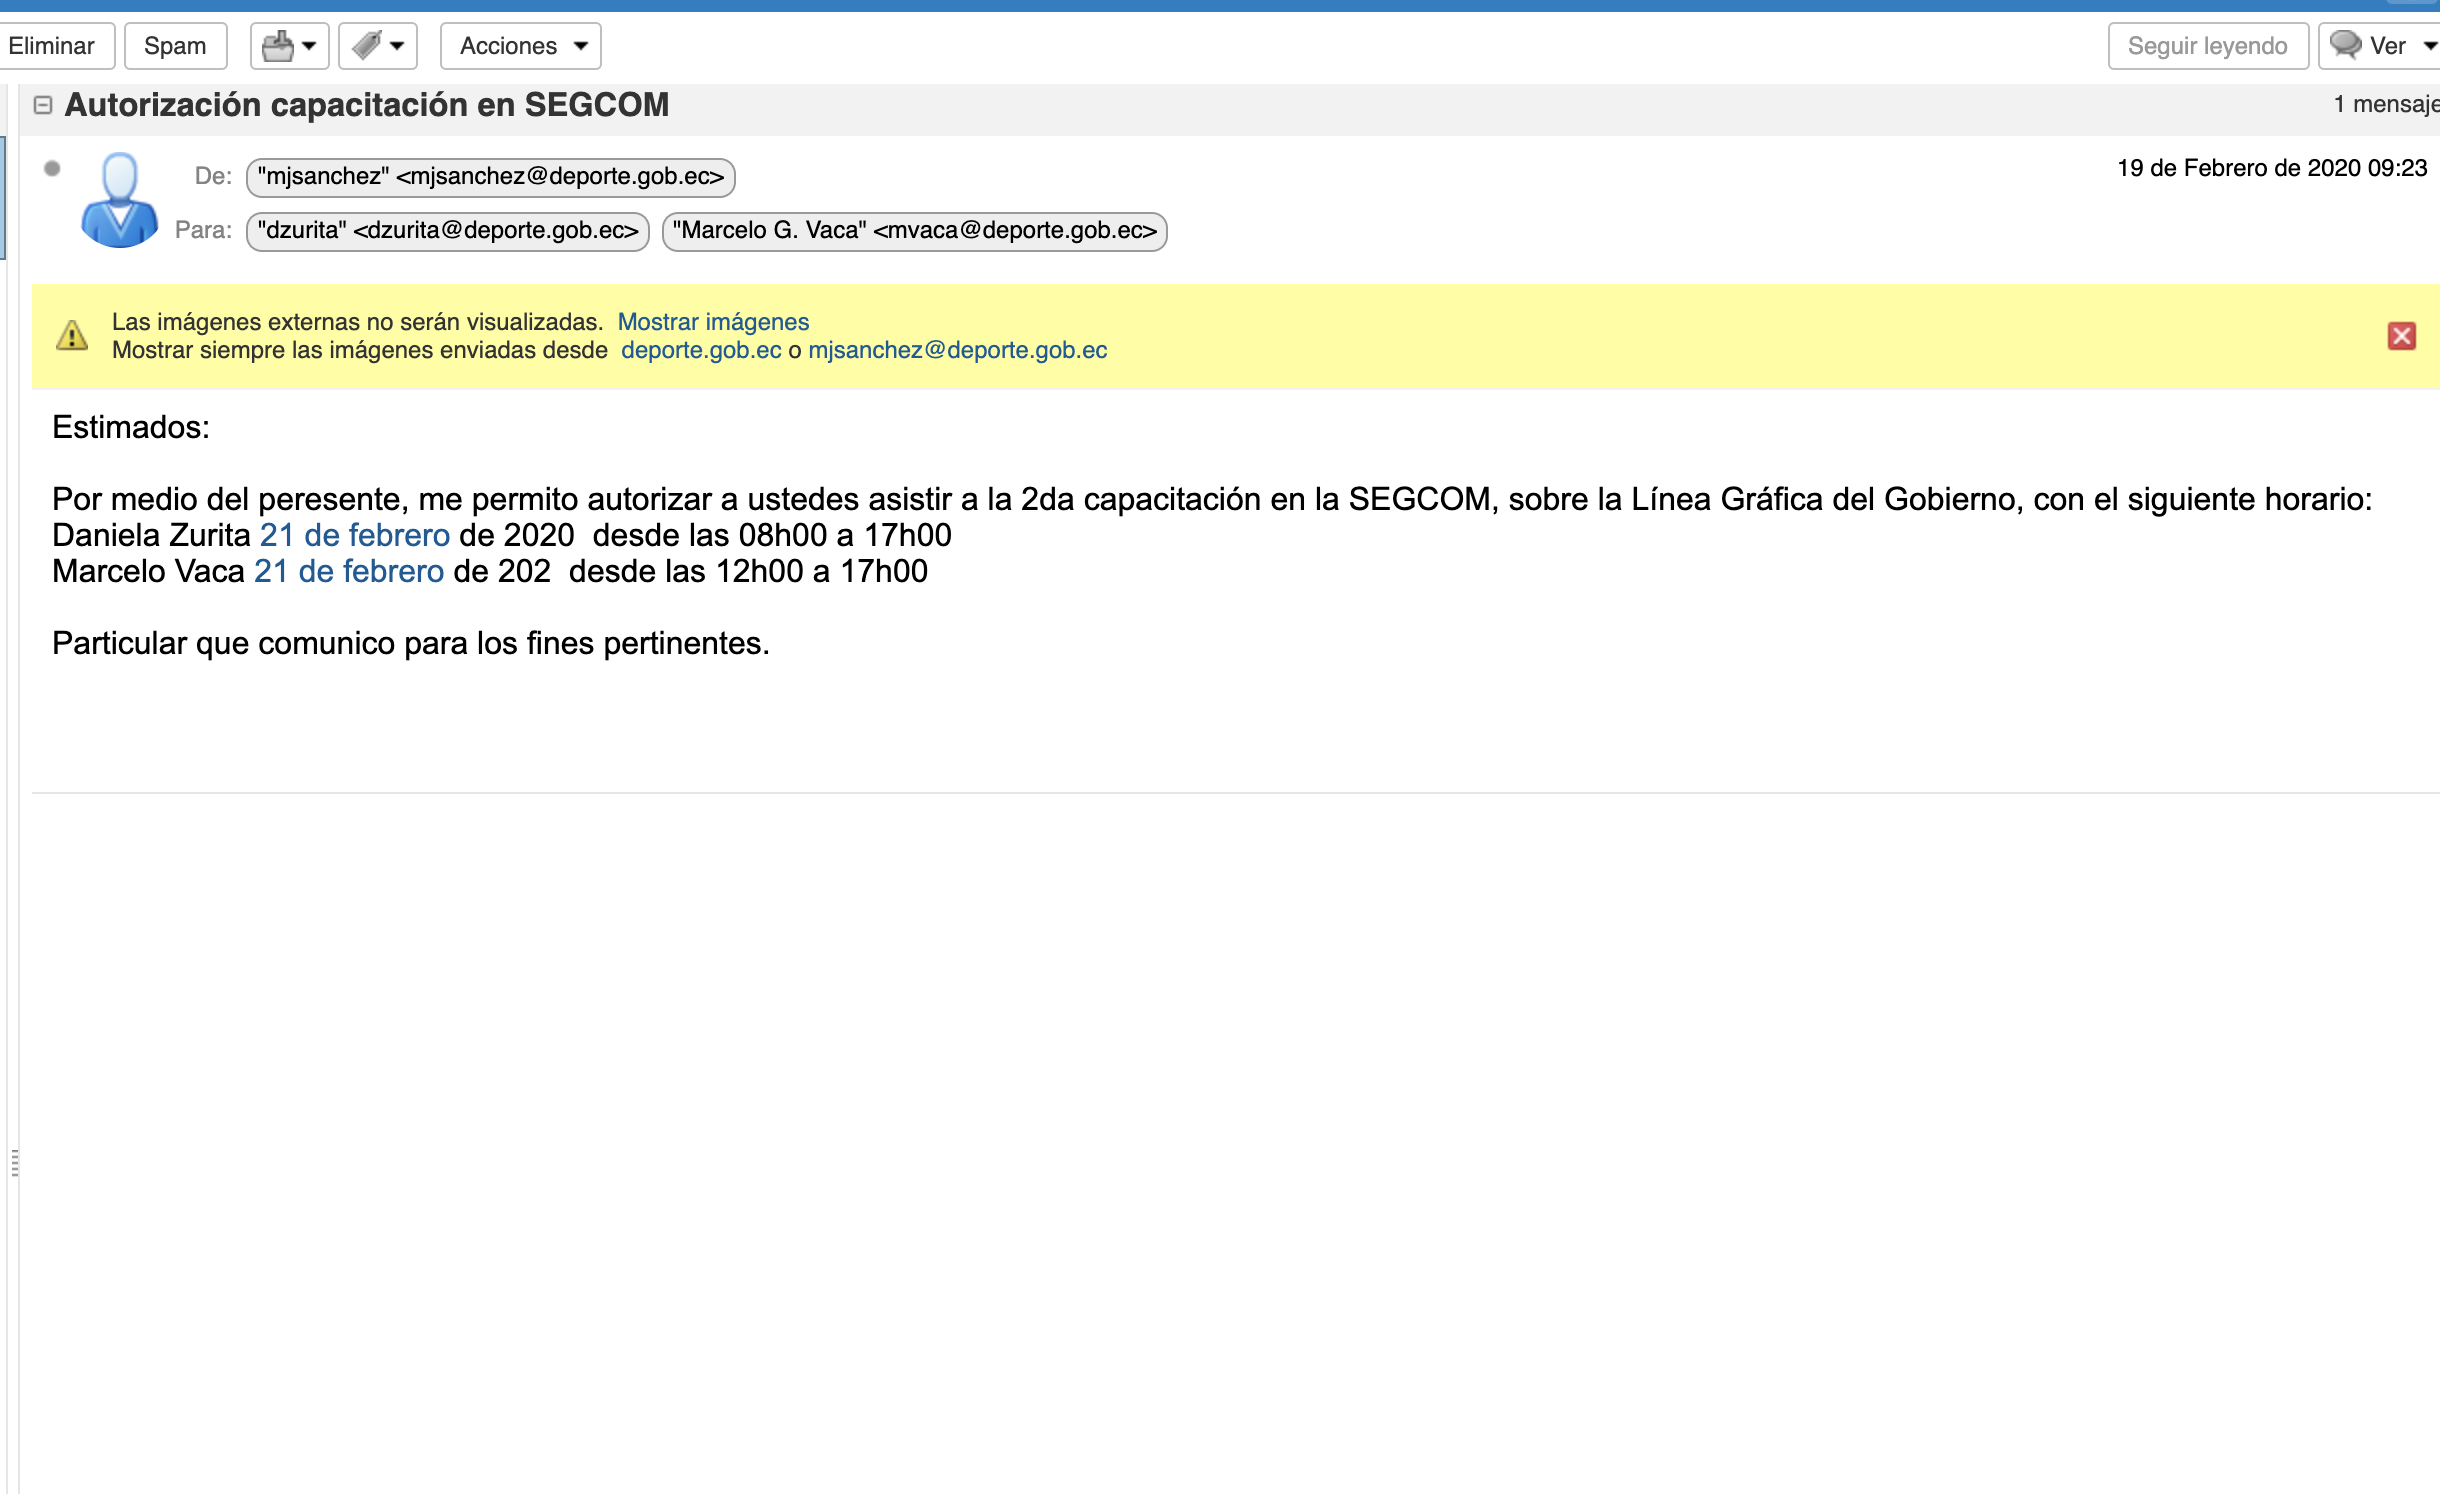 Eliminar Spam Acciones Seguir leyendo Ver
Autorización capacitación en SEGCOM 1 mensaje
De: "mjsanchez" <mjsanchez@deporte.gob.ec> 19 de Febrero de 2020 09:23
Para: "dzurita" <dzurita@deporte.gob.ec> "Marcelo G. Vaca" <mvaca@deporte.gob.ec>
Las imágenes externas no serán visualizadas. Mostrar imágenes
Mostrar siempre las imágenes enviadas desde deporte.gob.ec o mjsanchez@deporte.gob.ec
Estimados:
Por medio del peresente, me permito autorizar a ustedes asistir a la 2da capacitación en la SEGCOM, sobre la Línea Gráfica del Gobierno, con el siguiente horario:
Daniela Zurita 21 de febrero de 2020 desde las 08h00 a 17h00
Marcelo Vaca 21 de febrero de 202 desde las 12h00 a 17h00
Particular que comunico para los fines pertinentes.